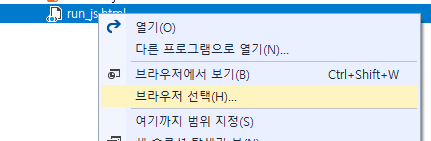 run_js.html
열기(O)
다른 프로그램으로 열기(N)...
브라우저에서 보기(B) Ctrl+Shift+W
브라우저 선택(H)...
여기까지 범위 지정(S)